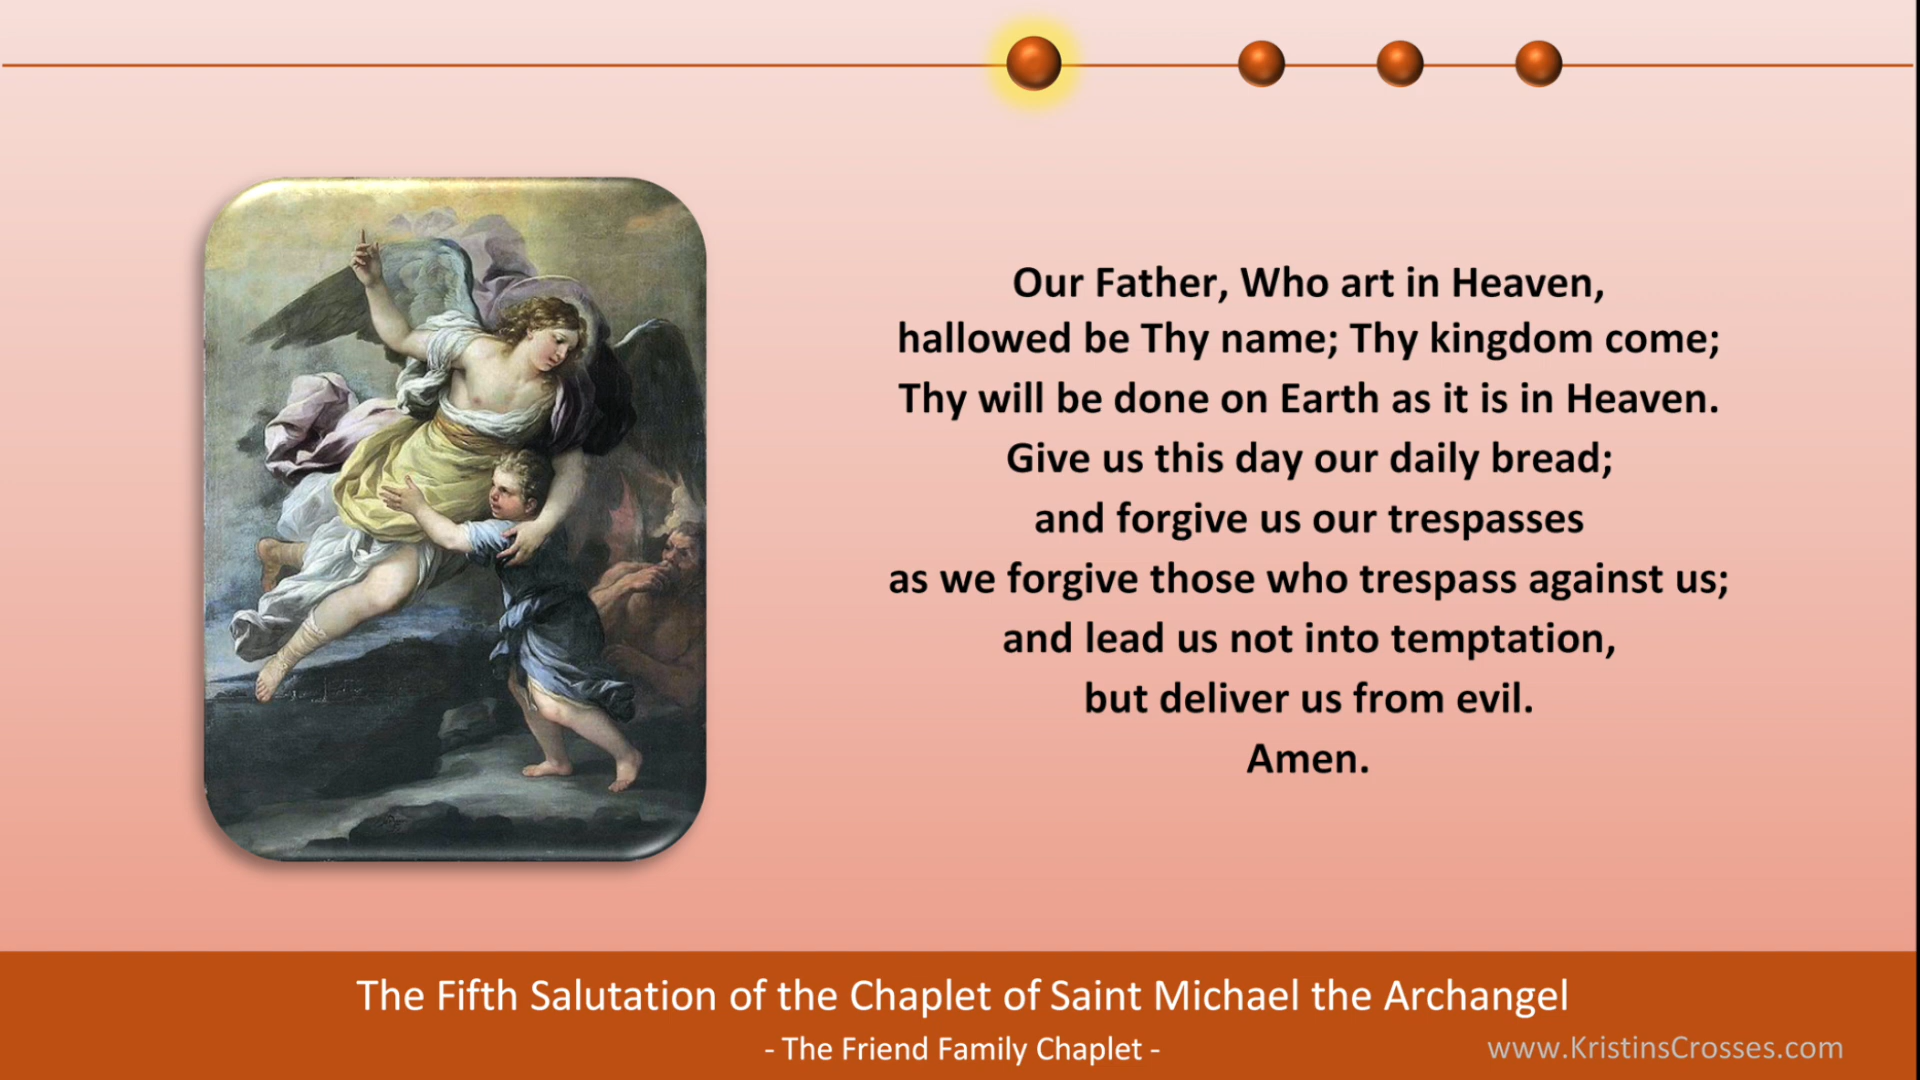 Our Father, Who art in Heaven,
hallowed be Thy name; Thy kingdom come;
Thy will be done on Earth as it is in Heaven.
Give us this day our daily bread;
and forgive us our trespasses
as we forgive those who trespass against us;
and lead us not into temptation,
but deliver us from evil.
Amen.
The Fifth Salutation of the Chaplet of Saint Michael the Archangel
- The Friend Family Chaplet -
www.KristinsCrosses.com